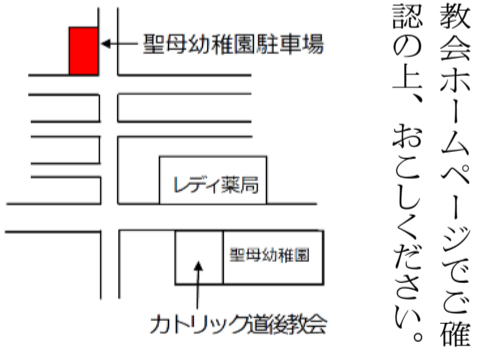 教会ホームページでご確
認の上、おこしください。
聖母幼稚園駐車場
レディ薬局
聖母幼稚園
カトリック道後教会